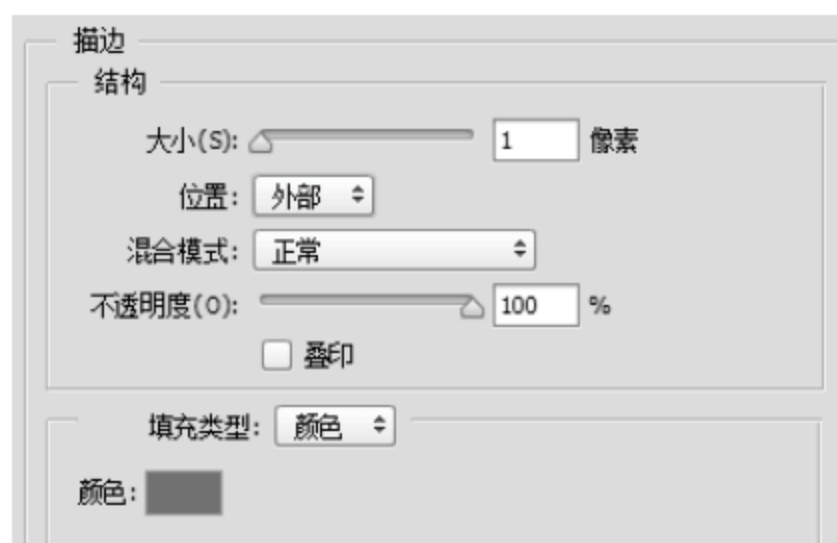 描边
结构
大小(S): 1 像素
位置: 外部
混合模式: 正常
不透明度(O): 100 %
叠印
填充类型: 颜色
颜色: